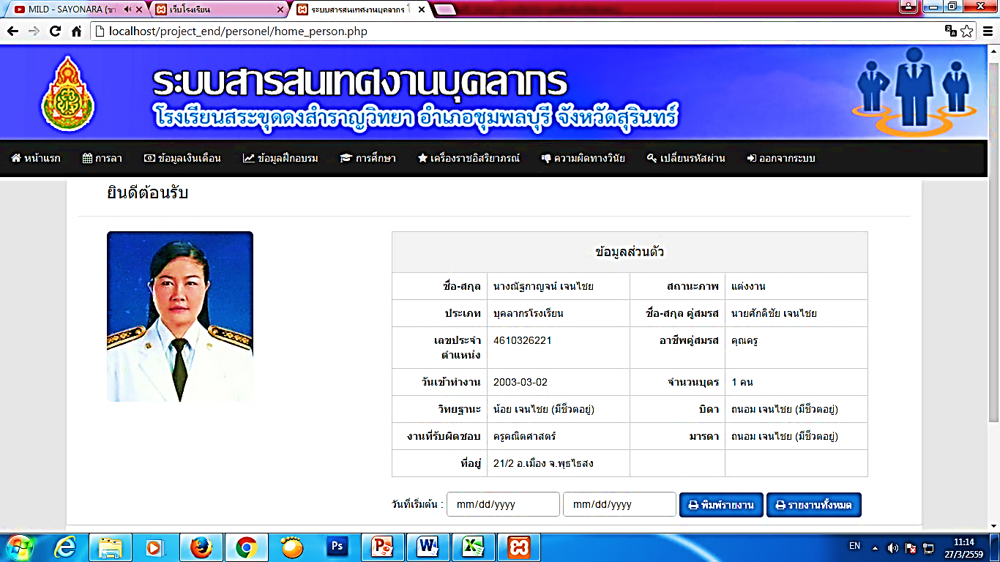 MILD - SAYONARA (ซา
เว็บโรงเรียน
ระบบสารสนเทศงานบุคลากร โ
localhost/project_end/personel/home_person.php
ระบบสารสนเทศงานบุคลากร
โรงเรียนสระขุดดงสำราญวิทยา อำเภอชุมพลบุรี จังหวัดสุรินทร์
หน้าแรก การลา ข้อมูลเงินเดือน ข้อมูลฝึกอบรม การศึกษา เครื่องราชอิสริยาภรณ์ ความผิดทางวินัย เปลี่ยนรหัสผ่าน ออกจากระบบ
ยินดีต้อนรับ
ข้อมูลส่วนตัว
ชื่อ-สกุล นางณัฐกาญจน์ เจนไชย สถานะภาพ แต่งงาน
ประเภท บุคลากรโรงเรียน ชื่อ-สกุล คู่สมรส นายศักดิชัย เจนไชย
เลขประจำ 4610326221 อาชีพคู่สมรส คุณครู
ตำแหน่ง
วันเข้าทำงาน 2003-03-02 จำนวนบุตร 1 คน
วิทยฐานะ น้อย เจนไชย (มีชีวตอยู่) บิดา ถนอม เจนไชย (มีชีวตอยู่)
งานที่รับผิดชอบ ครูคณิตศาสตร์ มารดา ถนอม เจนไชย (มีชีวตอยู่)
ที่อยู่ 21/2 อ.เมือง จ.พุธไธสง
วันที่เริ่มต้น : mm/dd/yyyy mm/dd/yyyy พิมพ์รายงาน รายงานทั้งหมด
Ps
EN
11:14
27/3/2559